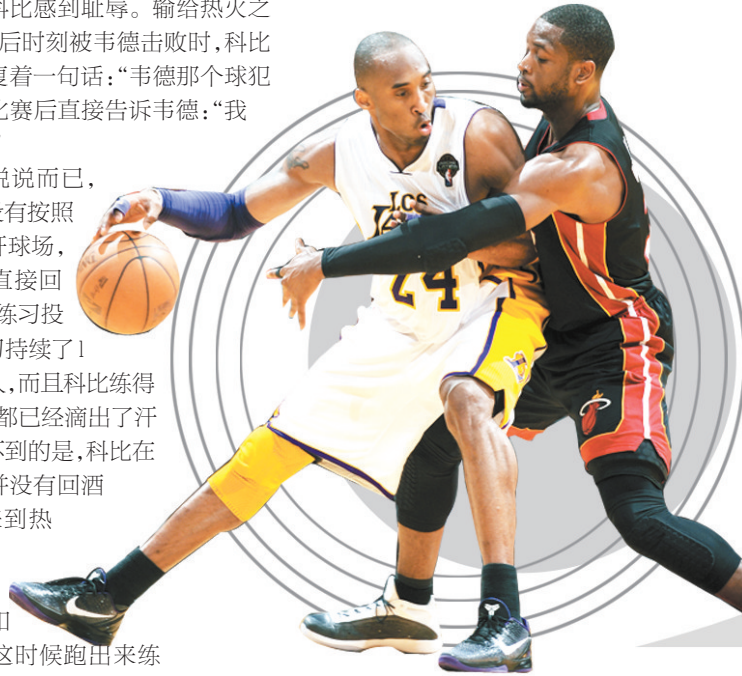 科比感到耻辱。输给热火之
后时刻被韦德击败时,科比
复着一句话:“韦德那个球犯
比赛后直接告诉韦德:“我
说说而已,
没有按照
开球场,
直接回
练习投
习持续了1
人,而且科比练得
都已经滴出了汗
不到的是,科比在
并没有回酒
到热
这时候跑出来练
24